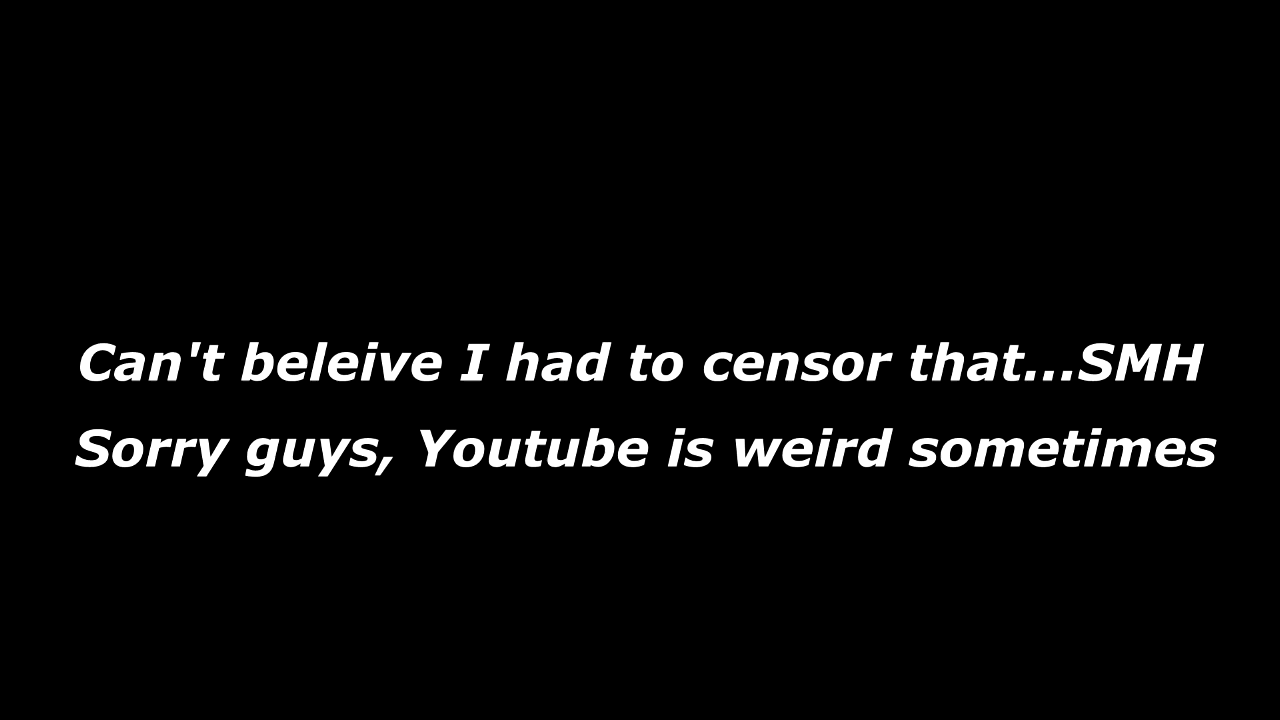 Can't beleive I had to censor that...SMH
Sorry guys, Youtube is weird sometimes